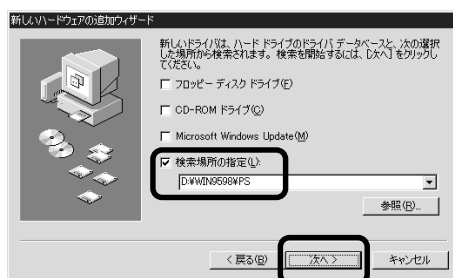 新しいハードウェアの追加ウィザード
新しいドライバは、ハード ドライブのドライバ データベースと、次の選択
した場所から検索されます。検索を開始するには、[次へ] をクリックし
てください。
フロッピー ディスク ドライブ(F)
CD-ROM ドライブ(C)
Microsoft Windows Update(M)
検索場所の指定(L):
D:¥WIN9598¥PS
参照(R)...
< 戻る(B)
次へ >
キャンセル